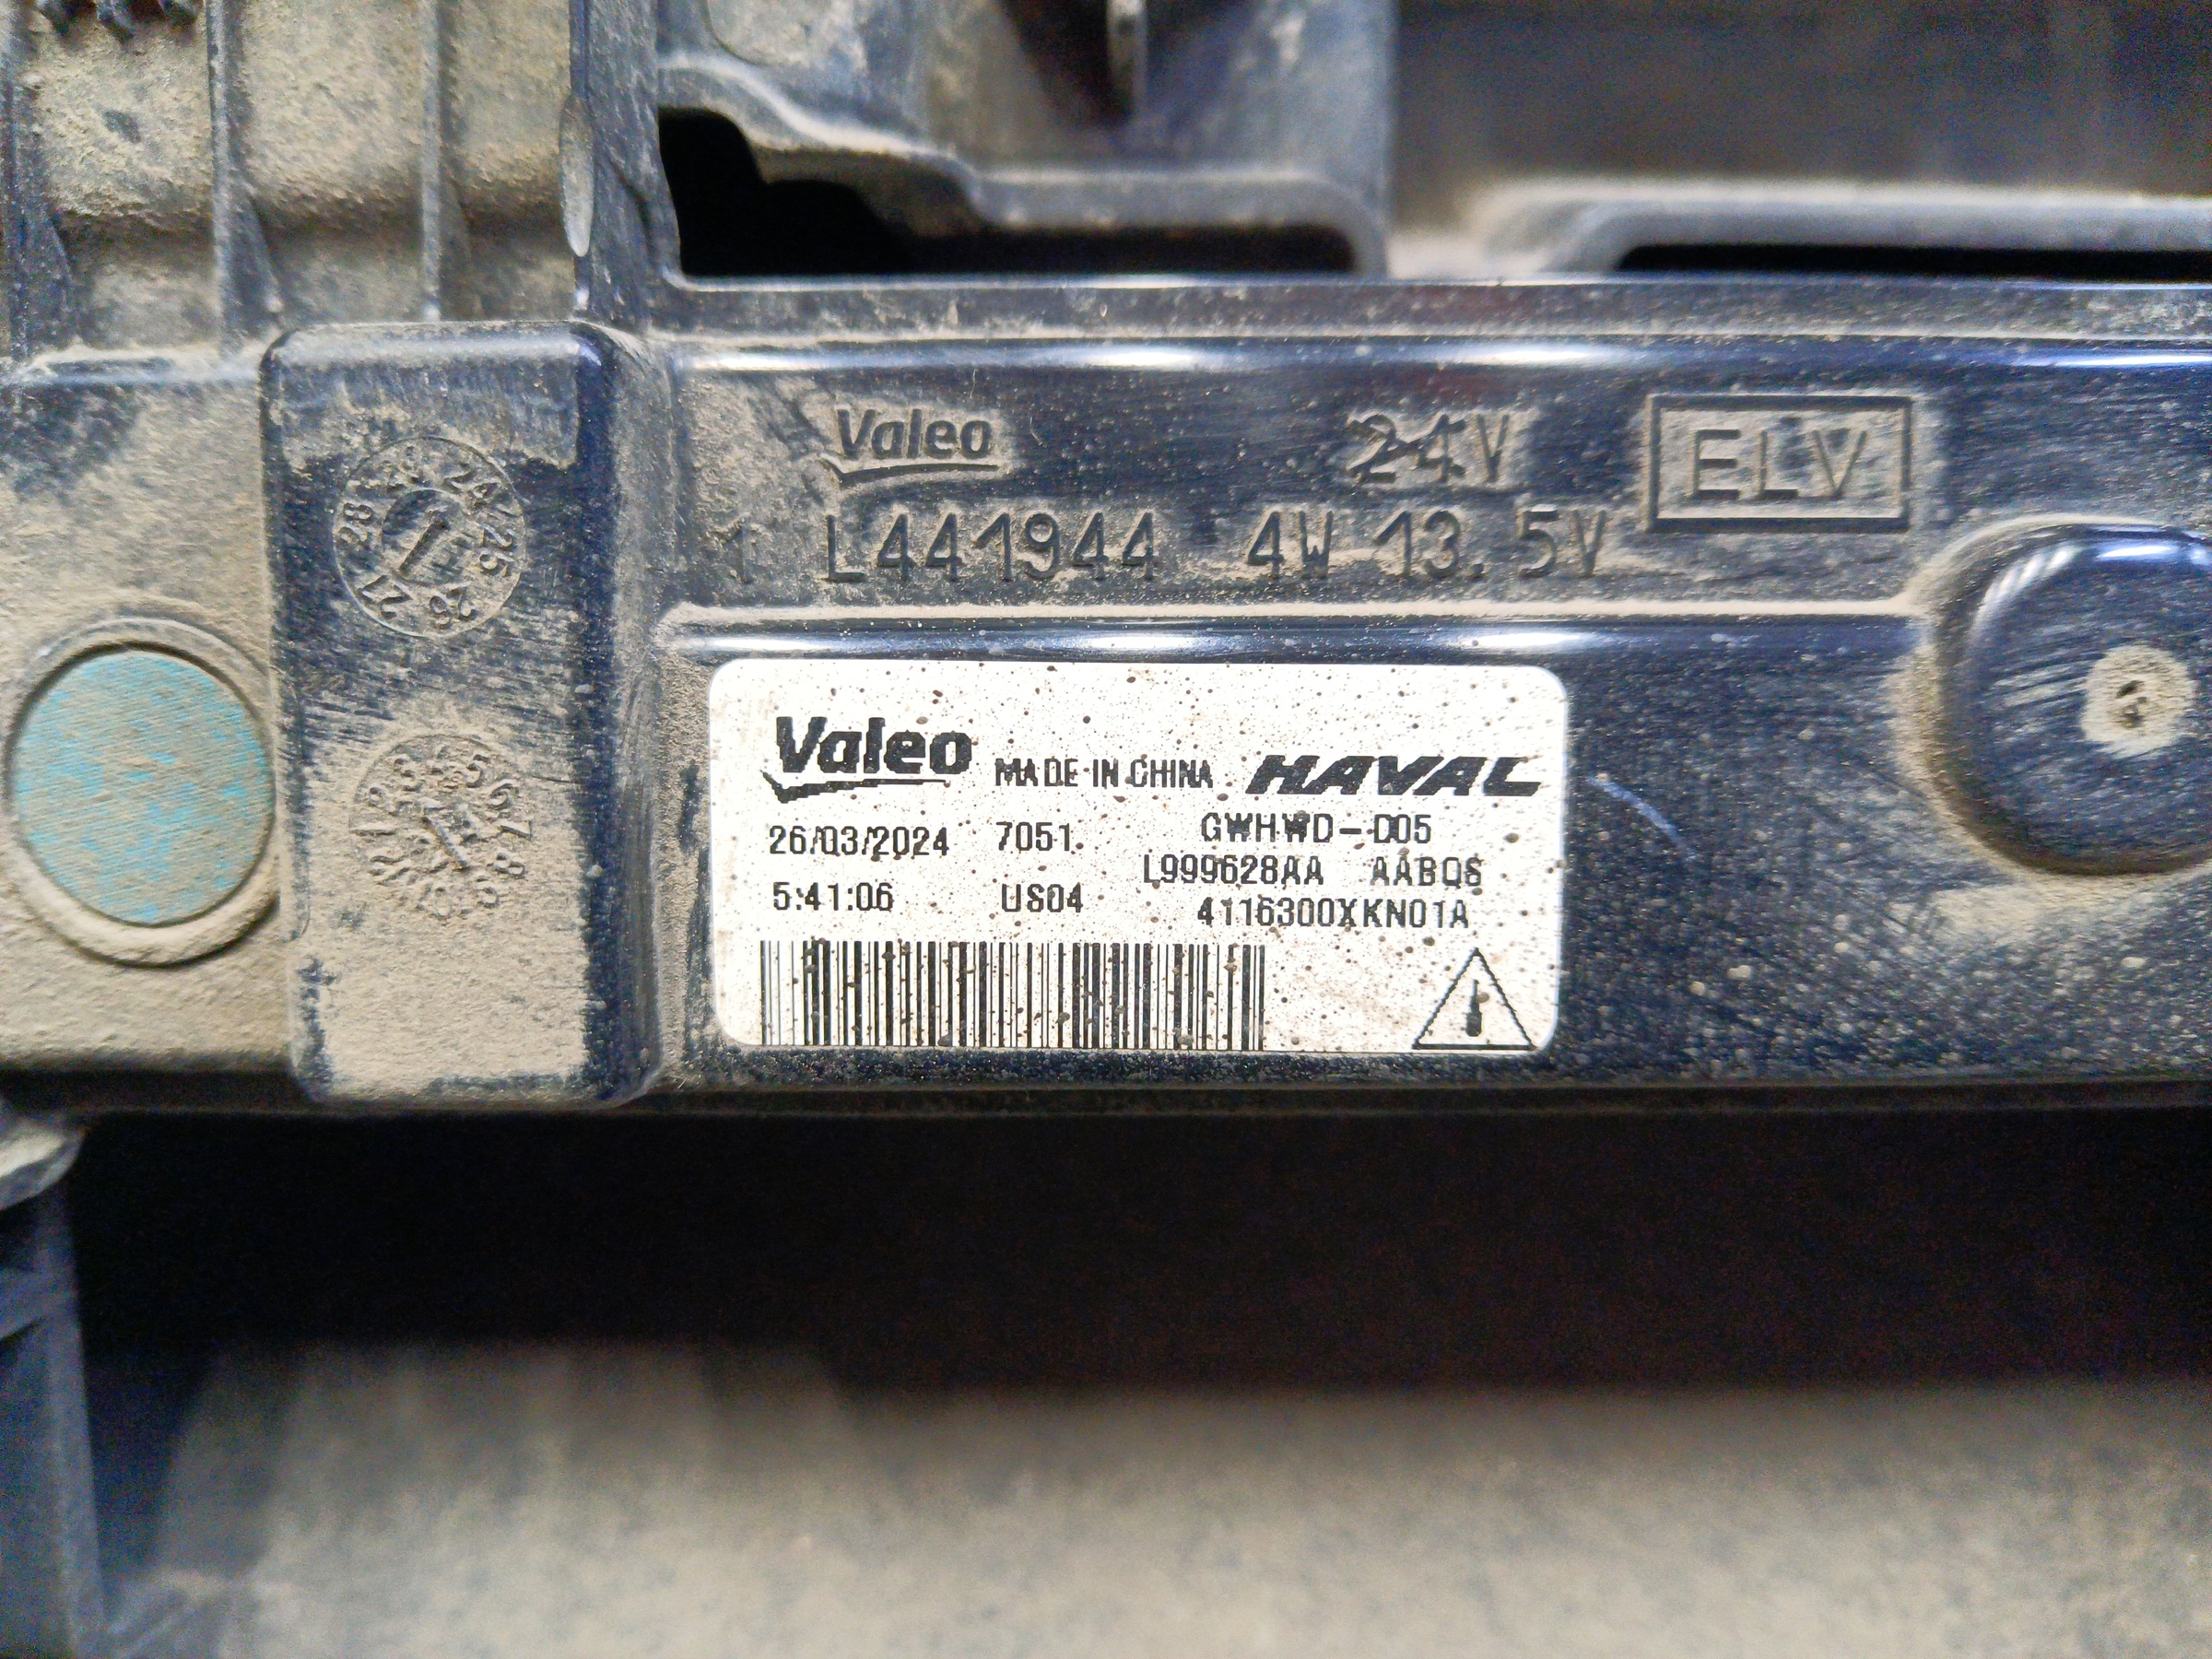 Valeo 24V ELV
1 L441944 4W 13.5V
Valeo MADE IN CHINA HAVAL
26/03/2024 7051 GWHWD-D05
L999628AA AABQS
5:41:06 US04 4116300XKN01A